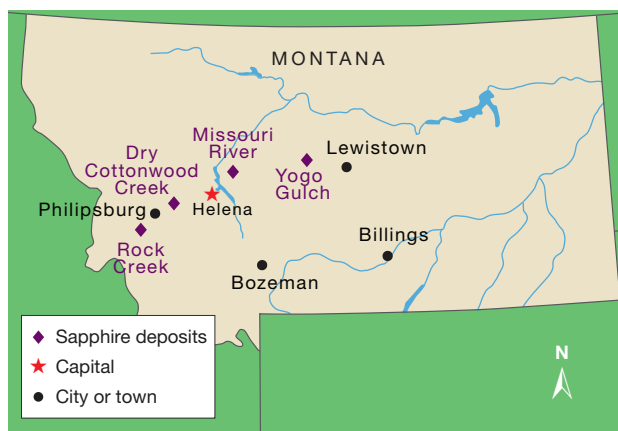 MONTANA
Missouri
River
Dry
Cottonwood
Creek
Lewistown
Yogo
Gulch
Philipsburg
Helena
Rock
Creek
Billings
Bozeman
Sapphire deposits
Capital
City or town
N